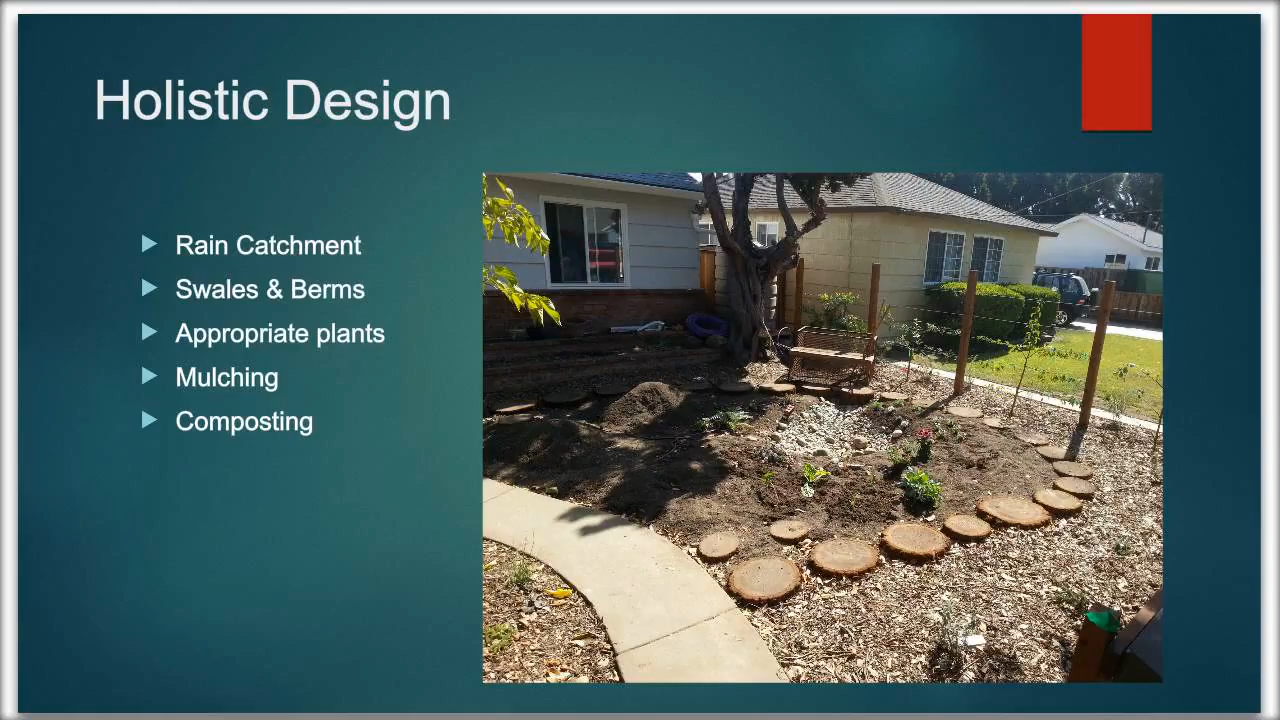 Holistic Design
Rain Catchment
Swales & Berms
Appropriate plants
Mulching
Composting